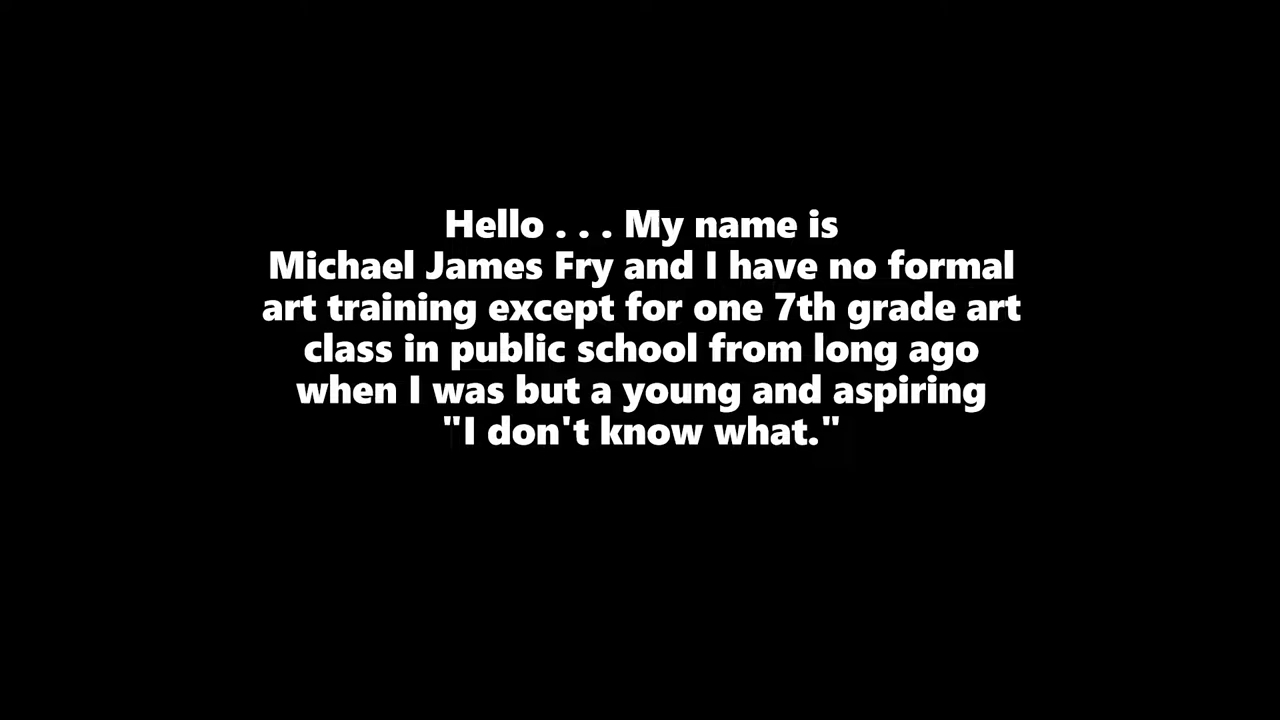 Hello . . . My name is
Michael James Fry and I have no formal
art training except for one 7th grade art
class in public school from long ago
when I was but a young and aspiring
"I don't know what."